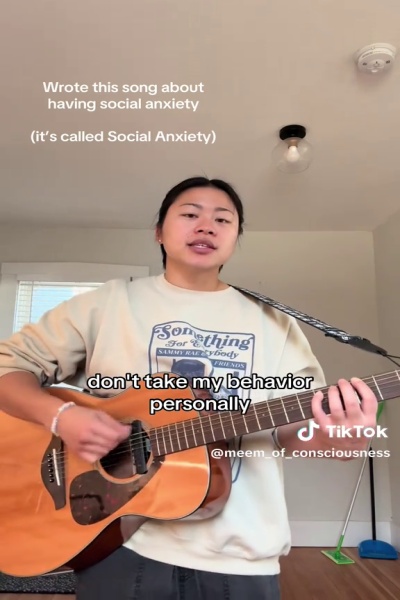 Wrote this song about
having social anxiety
(it's called Social Anxiety)
Something
For Everybody
SAMMY RAE
FRIENDS
don't take my behavior
personally
TikTok
@meem_of_consciousness